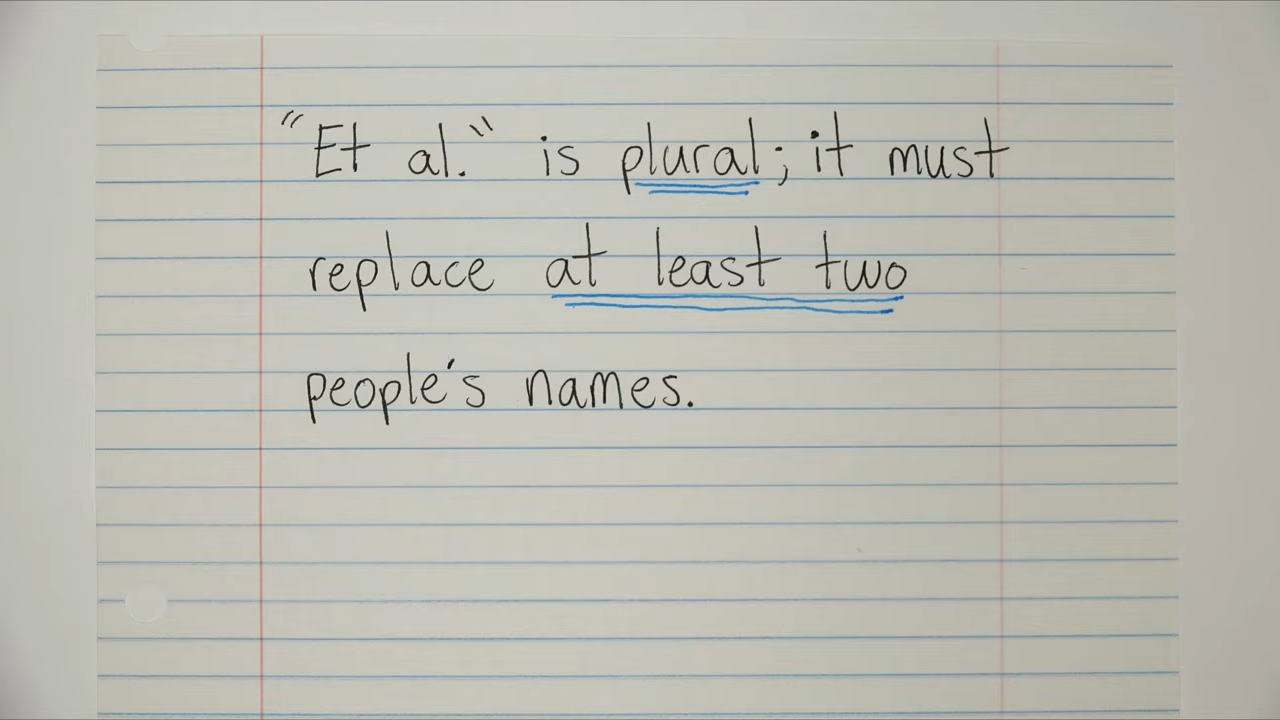 "Et al." is plural; it must
replace at least two
people's names.